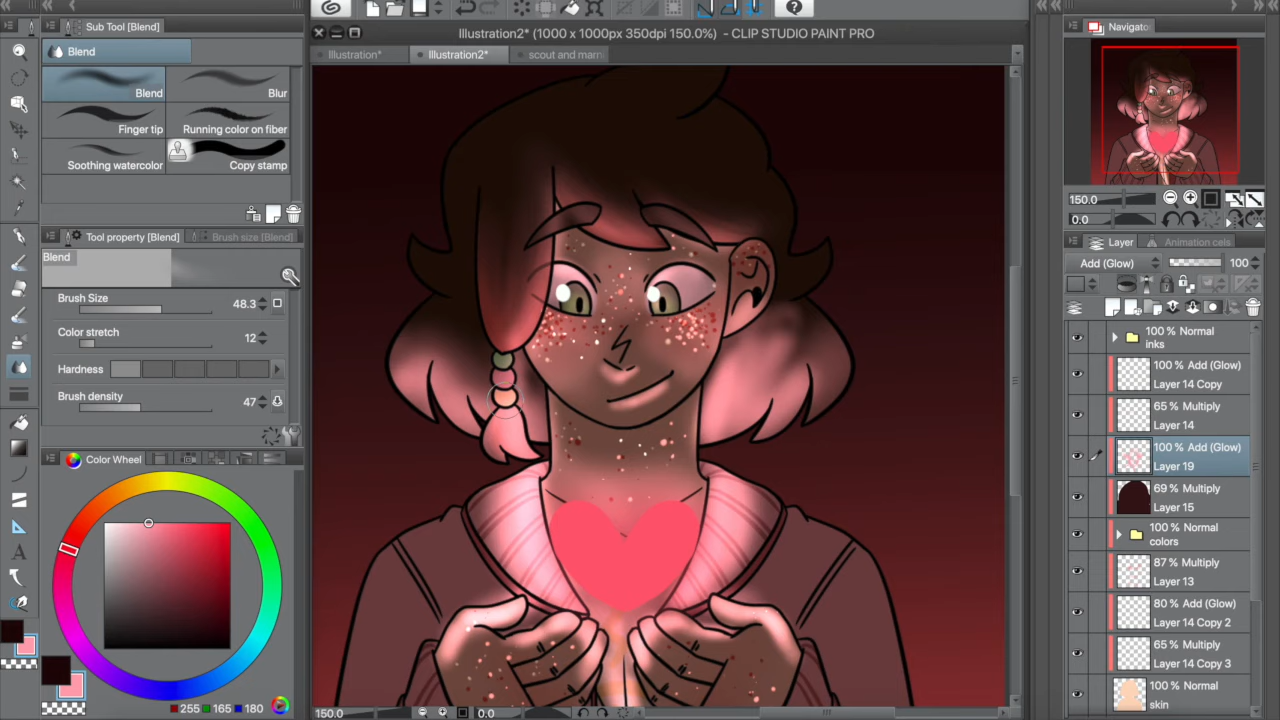 Illustration2* (1000 x 1000px 350dpi 150.0%) - CLIP STUDIO PAINT PRO
Illustration*
Illustration2*
scout and marn
Sub Tool [Blend]
Blend
Blend
Blur
Finger tip
Running color on fiber
Soothing watercolor
Copy stamp
Tool property [Blend]
Brush size [Blend]
Blend
Brush Size
48.3
Color stretch
12
Hardness
Brush density
47
Color Wheel
255
165
180
150.0
0.0
Navigator
150.0
0.0
Layer
Animation cels
Add (Glow)
100
100 % Normal
inks
100 % Add (Glow)
Layer 14 Copy
65 % Multiply
Layer 14
100 % Add (Glow)
Layer 19
69 % Multiply
Layer 15
100 % Normal
colors
87 % Multiply
Layer 13
80 % Add (Glow)
Layer 14 Copy 2
65 % Multiply
Layer 14 Copy 3
100 % Normal
skin